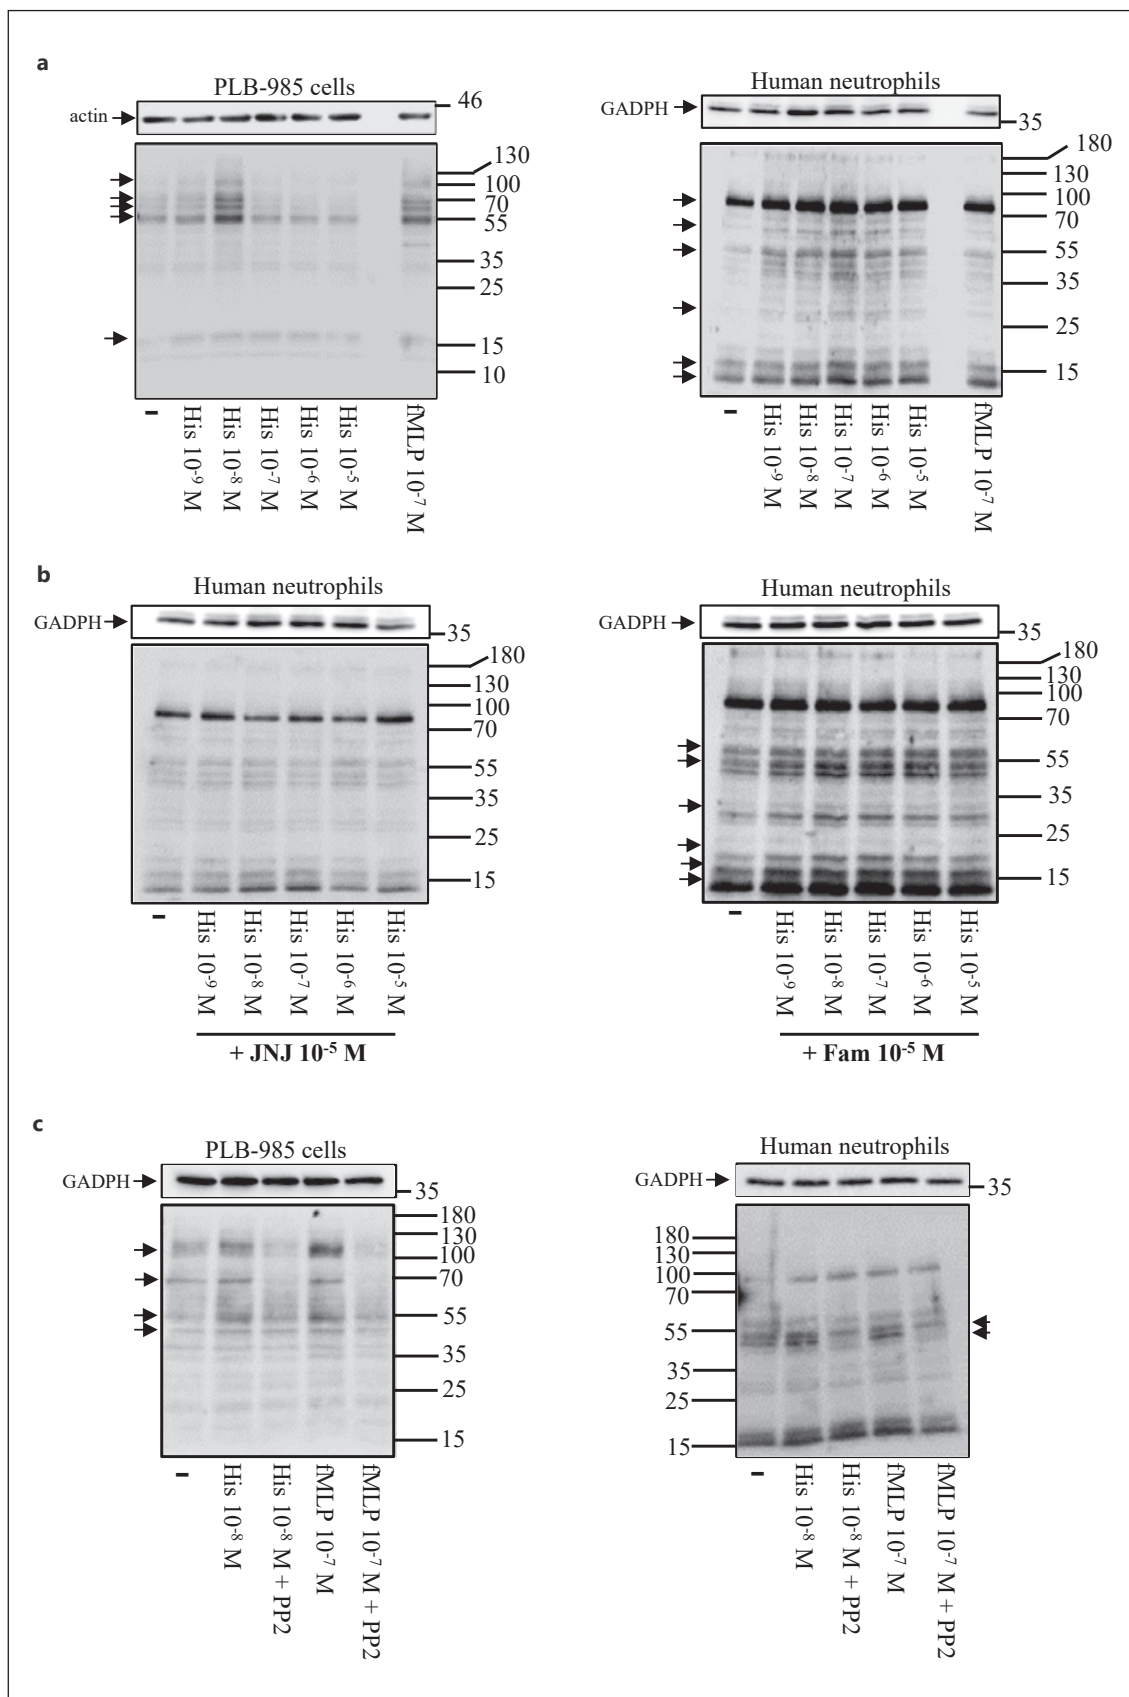 a
PLB-985 cells
actin
46
130
100
70
55
35
25
15
10
–
His 10⁻⁹ M
His 10⁻⁸ M
His 10⁻⁷ M
His 10⁻⁶ M
His 10⁻⁵ M
fMLP 10⁻⁷ M
Human neutrophils
GADPH
35
180
130
100
70
55
35
25
15
–
His 10⁻⁹ M
His 10⁻⁸ M
His 10⁻⁷ M
His 10⁻⁶ M
His 10⁻⁵ M
fMLP 10⁻⁷ M
b
Human neutrophils
GADPH
35
180
130
100
70
55
35
25
15
–
His 10⁻⁹ M
His 10⁻⁸ M
His 10⁻⁷ M
His 10⁻⁶ M
His 10⁻⁵ M
+ JNJ 10⁻⁵ M
Human neutrophils
GADPH
35
180
130
100
70
55
35
25
15
–
His 10⁻⁹ M
His 10⁻⁸ M
His 10⁻⁷ M
His 10⁻⁶ M
His 10⁻⁵ M
+ Fam 10⁻⁵ M
c
PLB-985 cells
GADPH
35
180
130
100
70
55
35
25
15
–
His 10⁻⁸ M
His 10⁻⁸ M + PP2
fMLP 10⁻⁷ M
fMLP 10⁻⁷ M + PP2
Human neutrophils
GADPH
35
180
130
100
70
55
35
25
15
–
His 10⁻⁸ M
His 10⁻⁸ M + PP2
fMLP 10⁻⁷ M
fMLP 10⁻⁷ M + PP2